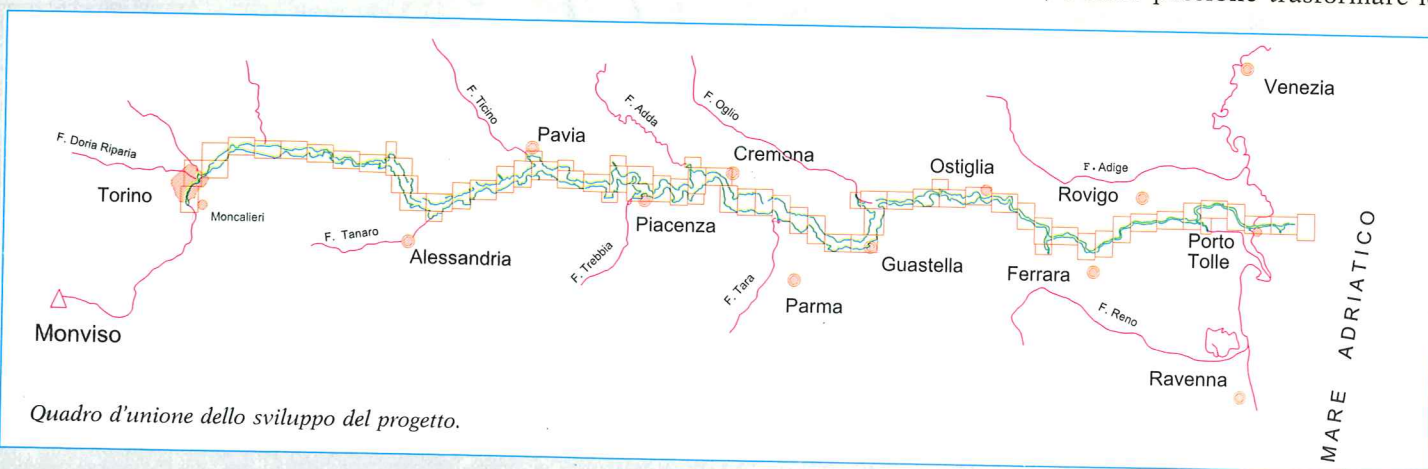 trasformare
Venezia
F. Ticino
F. Adda
F. Oglio
Pavia
Cremona
F. Doria Riparia
Ostiglia
F. Adige
Rovigo
Torino
Moncalieri
Piacenza
Porto
Tolle
F. Tanaro
Alessandria
Guastella
Ferrara
F. Trebbia
F. Tara
Parma
F. Reno
Monviso
Ravenna
MARE ADRIATICO
Quadro d'unione dello sviluppo del progetto.